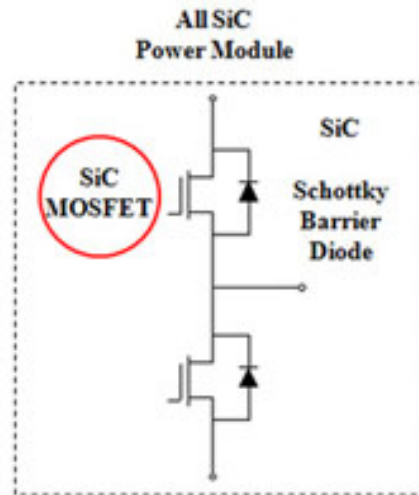 All SiC
Power Module
SiC
MOSFET
SiC
Schottky
Barrier
Diode